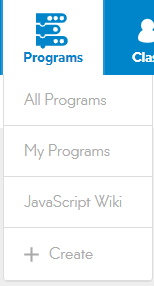 Programs
Clas
All Programs
My Programs
JavaScript Wiki
+ Create